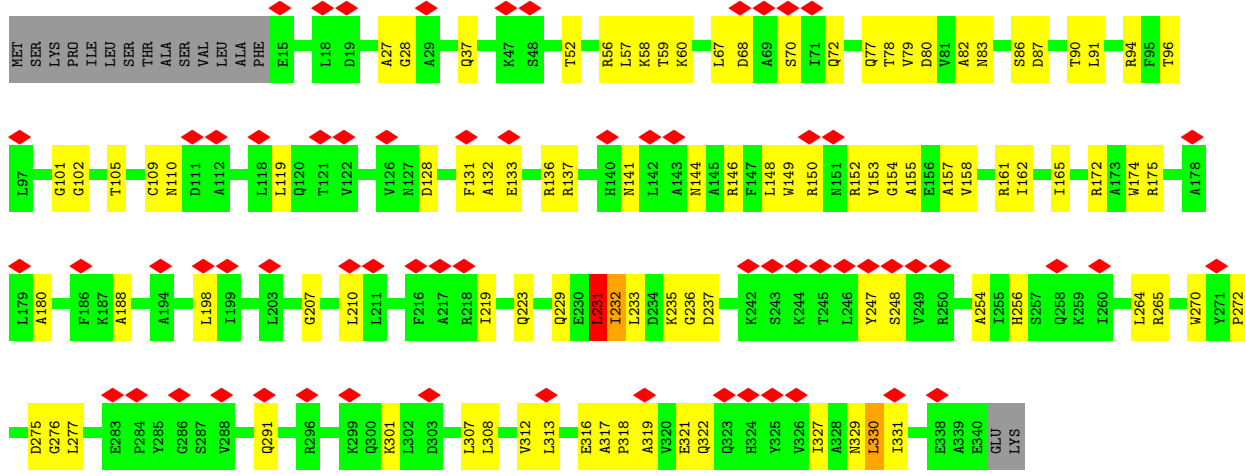 MET SER LYS PRO ILE LEU SER THR ALA SER VAL LEU ALA PHE E15 L18 D19 A27 G28 A29 Q37 K47 S48 T52 R56 L57 K58 T59 K60 L67 D68 A69 S70 I71 Q72 Q77 T78 V79 D80 V81 A82 N83 S86 D87 T90 L91 R94 F95 T96
L97 G101 G102 T105 G109 N110 D111 A112 L118 L119 Q120 T121 V122 V126 N127 D128 F131 A132 E133 R136 R137 H140 N141 L142 A143 N144 A145 R146 F147 L148 W149 R150 N151 R152 V153 G154 A155 E156 A157 V158 R161 I162 I165 R172 A173 W174 R175 A178
L179 A180 F186 K187 A188 A194 L198 I199 L203 G207 L210 L211 F216 A217 R218 I219 Q223 Q229 E230 L231 I232 L233 D234 K235 G236 D237 K242 S243 K244 T245 L246 Y247 S248 V249 R250 A254 I255 H256 S257 Q258 K259 I260 L264 R265 W270 Y271 P272
D275 G276 L277 E283 P284 Y285 G286 S287 V288 Q291 R296 K299 Q300 K301 L302 D303 L307 L308 V312 L313 E316 A317 P318 A319 V320 E321 Q322 Q323 H324 Y325 V326 I327 A328 N329 L330 I331 E338 A339 E340 GLU LYS